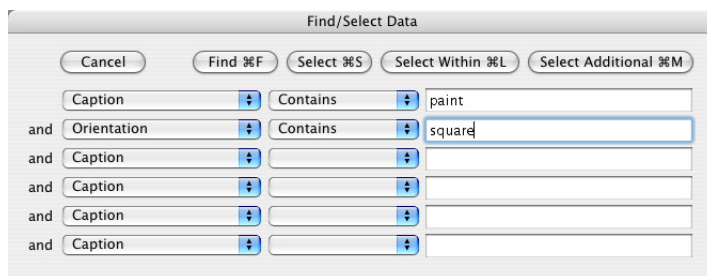 Find/Select Data
Cancel Find ⌘F Select ⌘S Select Within ⌘L Select Additional ⌘M
Caption Contains paint
and Orientation Contains square
and Caption
and Caption
and Caption
and Caption